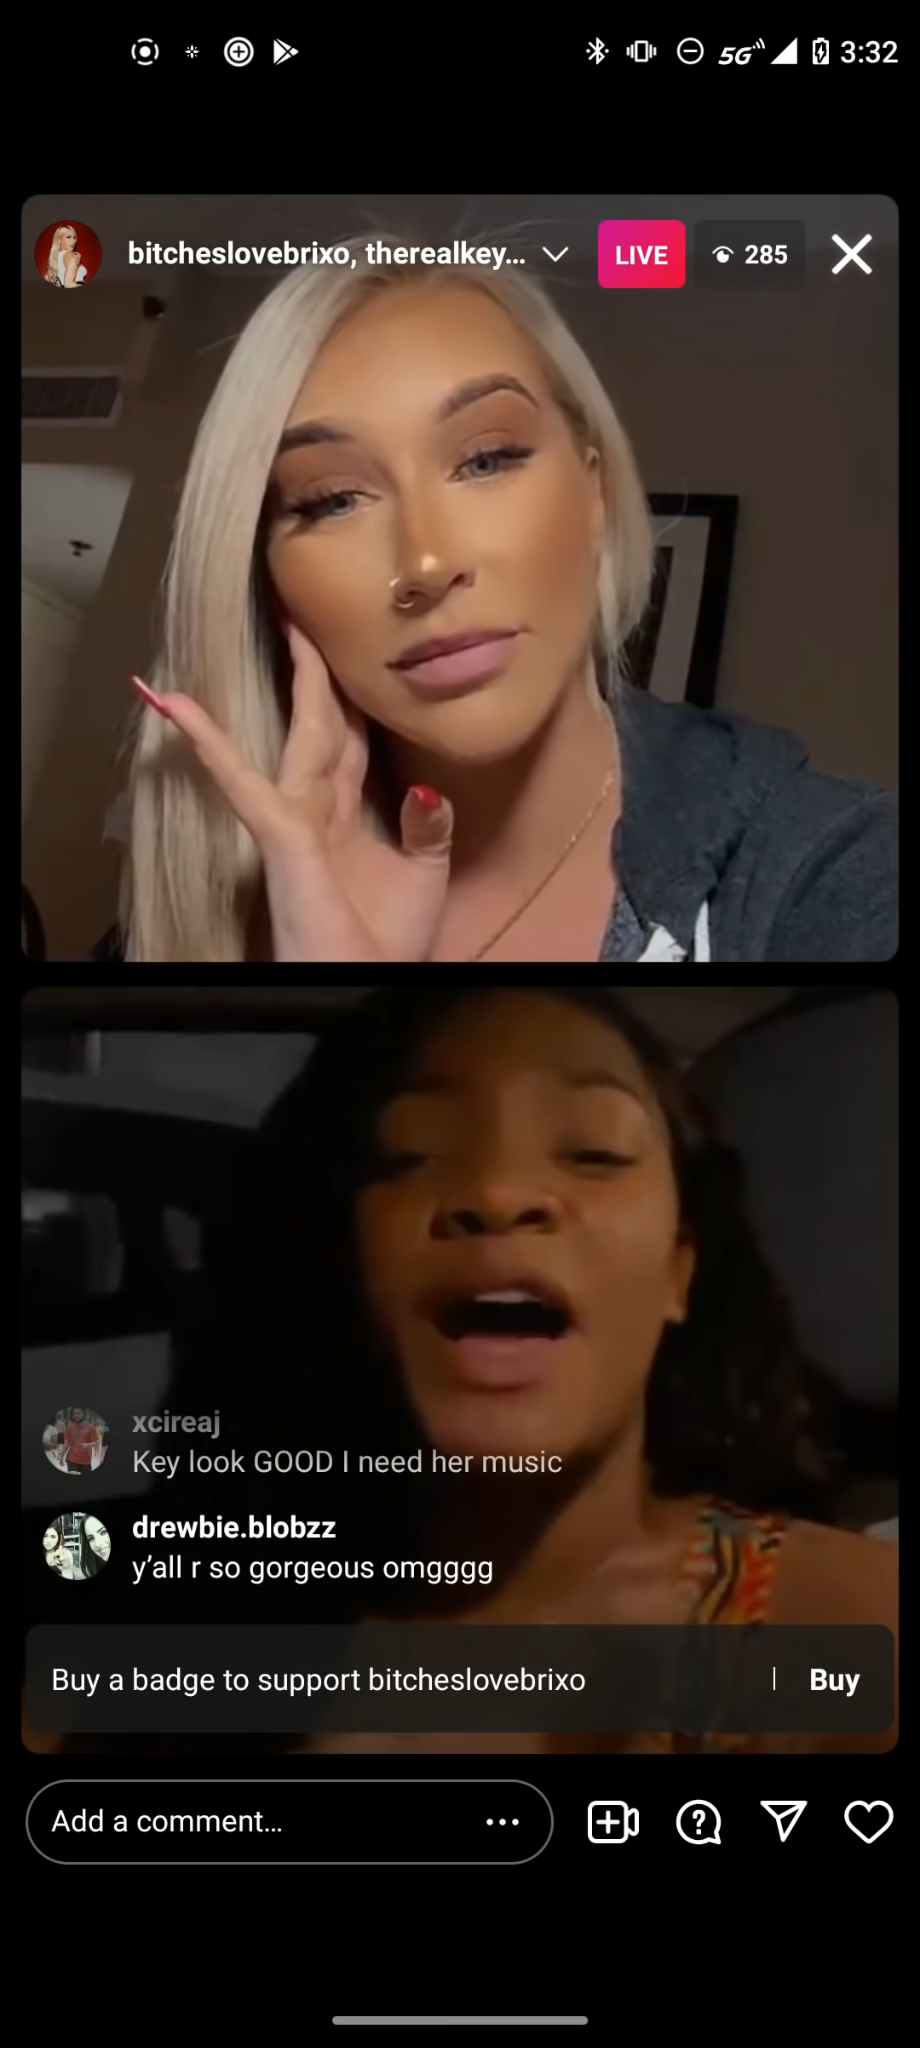 5G 3:32
bitcheslovebrixo, therealkey... LIVE 285
xcireaj
Key look GOOD I need her music
drewbie.blobzz
y'all r so gorgeous omgggg
Buy a badge to support bitcheslovebrixo | Buy
Add a comment...